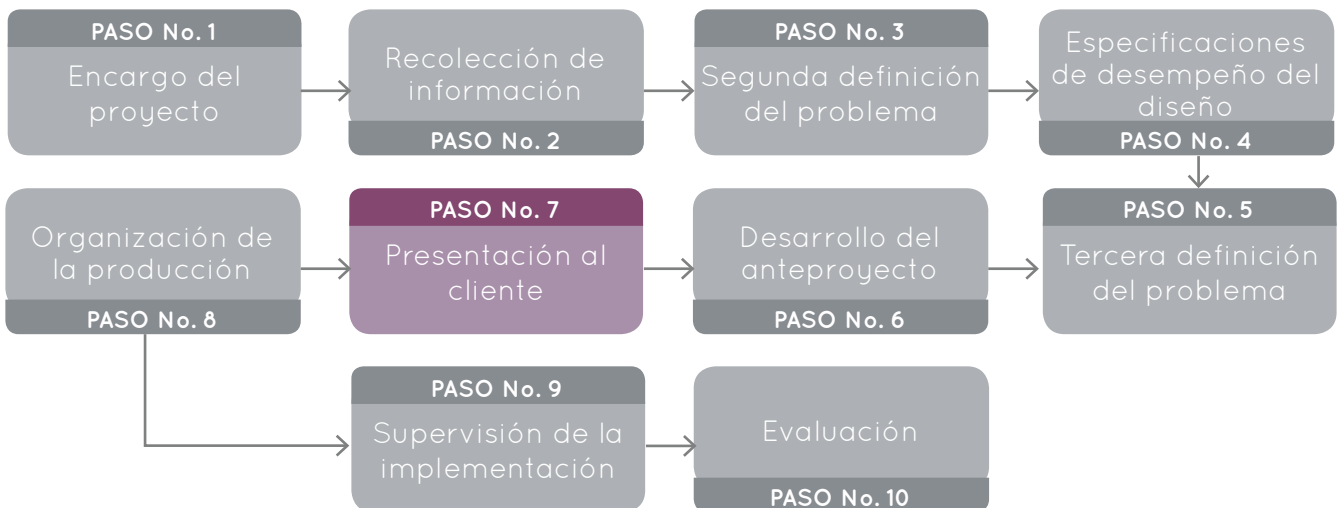 PASO No. 1
Encargo del
proyecto
Recolección de
información
PASO No. 2
PASO No. 3
Segunda definición
del problema
Especificaciones
de desempeño del
diseño
PASO No. 4
Organización de
la producción
PASO No. 8
PASO No. 7
Presentación al
cliente
Desarrollo del
anteproyecto
PASO No. 6
PASO No. 5
Tercera definición
del problema
PASO No. 9
Supervisión de la
implementación
Evaluación
PASO No. 10